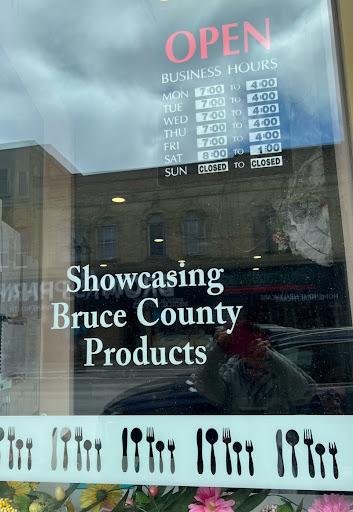 OPEN
BUSINESS HOURS
MON 7:00 TO 4:00
TUE 7:00 TO 4:00
WED 7:00 TO 4:00
THU 7:00 TO 4:00
FRI 7:00 TO 4:00
SAT 8:00 TO 1:00
SUN CLOSED TO CLOSED
Showcasing
Bruce County
Products